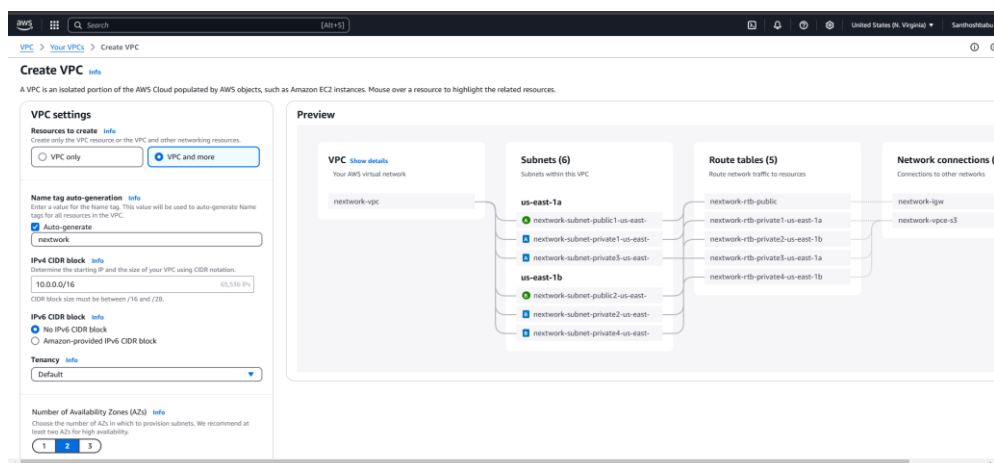 aws
Search [Alt+S]
United States (N. Virginia) Santhoshbabu
VPC > Your VPCs > Create VPC
Create VPC Info
A VPC is an isolated portion of the AWS Cloud populated by AWS objects, such as Amazon EC2 instances. Mouse over a resource to highlight the related resources.
VPC settings
Resources to create Info
Create only the VPC resource or the VPC and other networking resources.
VPC only
VPC and more
Name tag auto-generation Info
Enter a value for the Name tag. This value will be used to auto-generate Name
tags for all resources in the VPC.
Auto-generate
nextwork
IPv4 CIDR block Info
Determine the starting IP and the size of your VPC using CIDR notation.
10.0.0.0/16 65,536 IPs
CIDR block size must be between /16 and /28.
IPv6 CIDR block Info
No IPv6 CIDR block
Amazon-provided IPv6 CIDR block
Tenancy Info
Default
Number of Availability Zones (AZs) Info
Choose the number of AZs in which to provision subnets. We recommend at
least two AZs for high availability.
1 2 3
Preview
VPC Show details
Your AWS virtual network
nextwork-vpc
Subnets (6)
Subnets within this VPC
us-east-1a
nextwork-subnet-public1-us-east-
nextwork-subnet-private1-us-east-
nextwork-subnet-private3-us-east-
us-east-1b
nextwork-subnet-public2-us-east-
nextwork-subnet-private2-us-east-
nextwork-subnet-private4-us-east-
Route tables (5)
Route network traffic to resources
nextwork-rtb-public
nextwork-rtb-private1-us-east-1a
nextwork-rtb-private2-us-east-1b
nextwork-rtb-private3-us-east-1a
nextwork-rtb-private4-us-east-1b
Network connections (
Connections to other networks
nextwork-igw
nextwork-vpce-s3